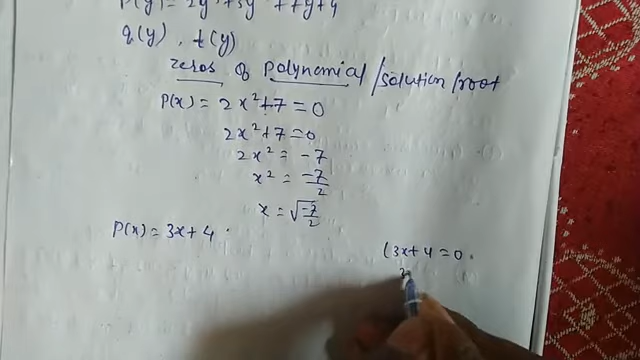 q(y), t(y)
zeros of polynomial/solution/root
P(x) = 2x²+7 = 0
2x²+7=0
2x² = -7
x² = -7/2
x = √-7/2
P(x) = 3x+4.
(3x+4=0.